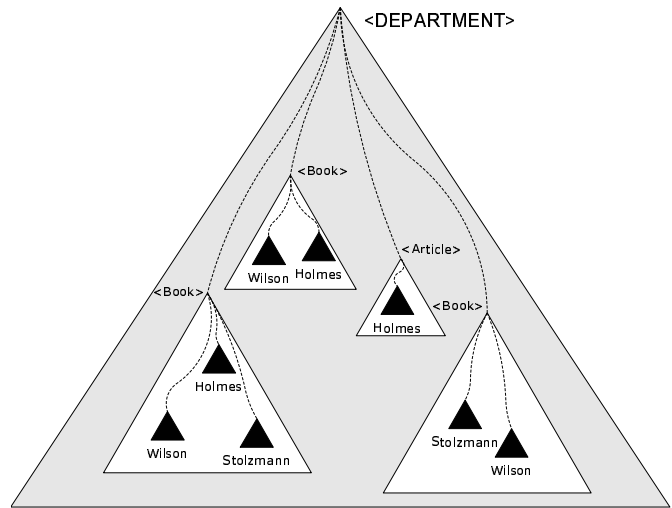 <DEPARTMENT>
<Book>
Wilson
Holmes
<Article>
Holmes
<Book>
Holmes
Wilson
Stolzmann
<Book>
Stolzmann
Wilson